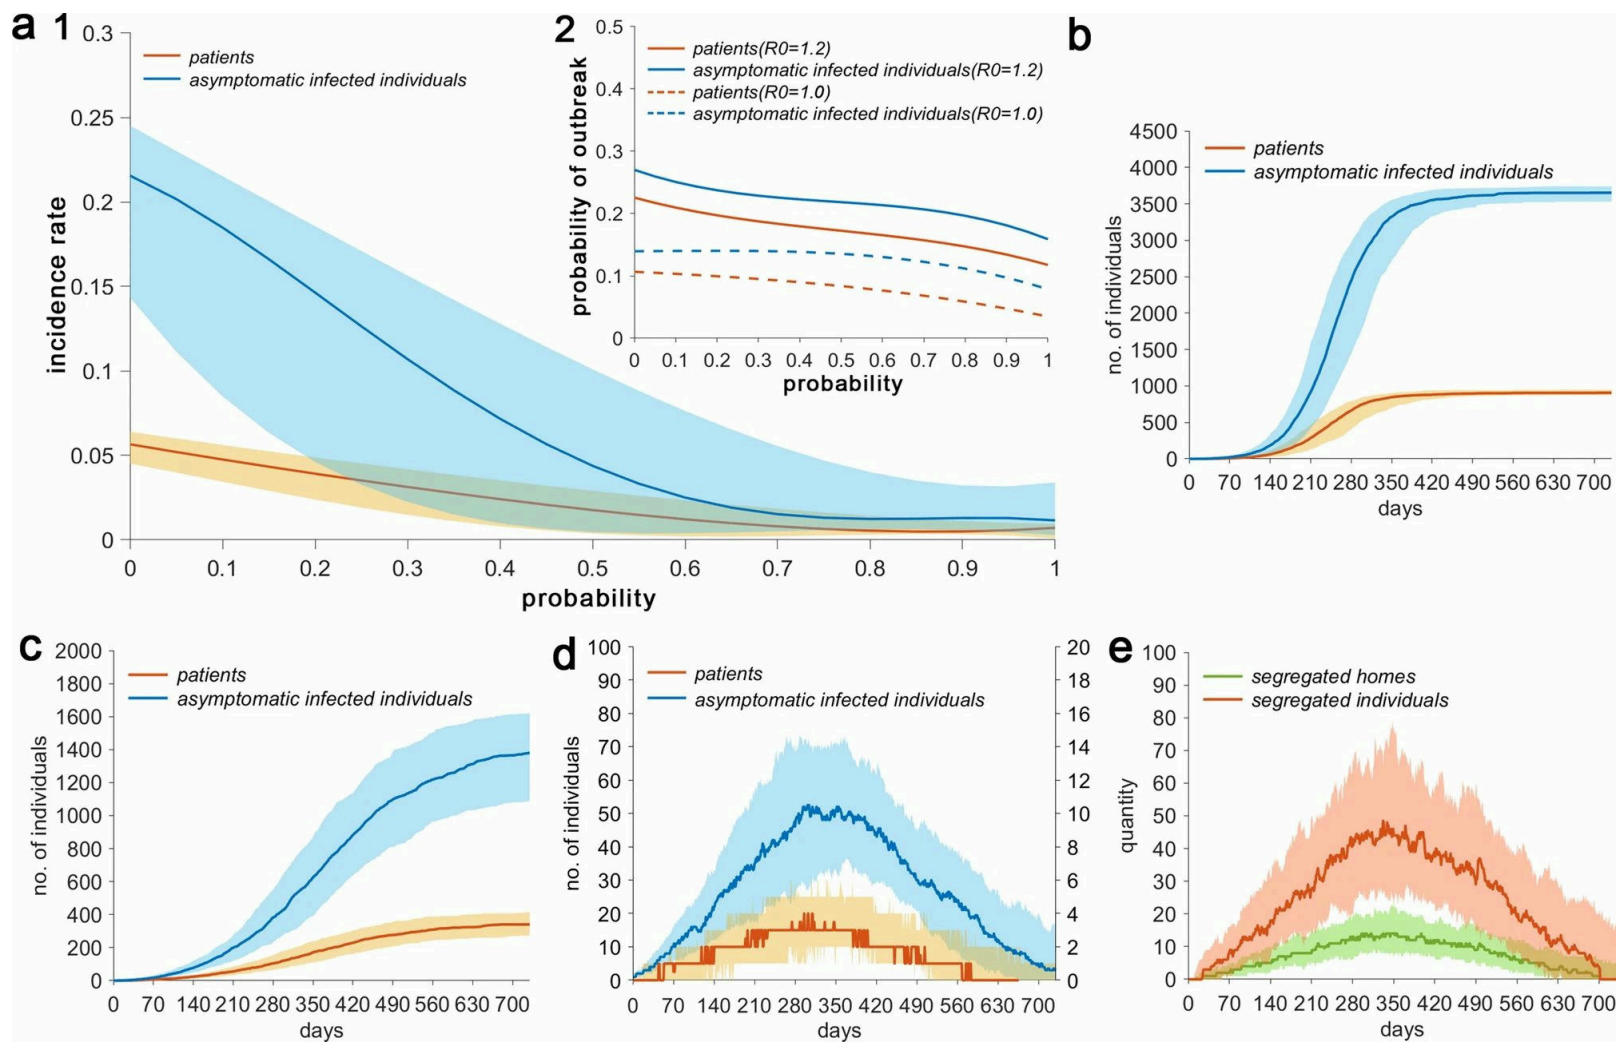 a 1
0.3
0.25
0.2
0.15
0.1
0.05
0
incidence rate
patients
asymptomatic infected individuals
0 0.1 0.2 0.3 0.4 0.5 0.6 0.7 0.8 0.9 1
probability
2
0.5
0.4
0.3
0.2
0.1
0
probability of outbreak
patients(R0=1.2)
asymptomatic infected individuals(R0=1.2)
patients(R0=1.0)
asymptomatic infected individuals(R0=1.0)
0 0.1 0.2 0.3 0.4 0.5 0.6 0.7 0.8 0.9 1
probability
b
4500
4000
3500
3000
2500
2000
1500
1000
500
0
no. of individuals
patients
asymptomatic infected individuals
0 70 140 210 280 350 420 490 560 630 700
days
c
2000
1800
1600
1400
1200
1000
800
600
400
200
0
no. of individuals
patients
asymptomatic infected individuals
0 70 140 210 280 350 420 490 560 630 700
days
d
100
90
80
70
60
50
40
30
20
10
0
no. of individuals
patients
asymptomatic infected individuals
20
18
16
14
12
10
8
6
4
2
0
0 70 140 210 280 350 420 490 560 630 700
days
e
100
90
80
70
60
50
40
30
20
10
0
quantity
segregated homes
segregated individuals
0 70 140 210 280 350 420 490 560 630 700
days